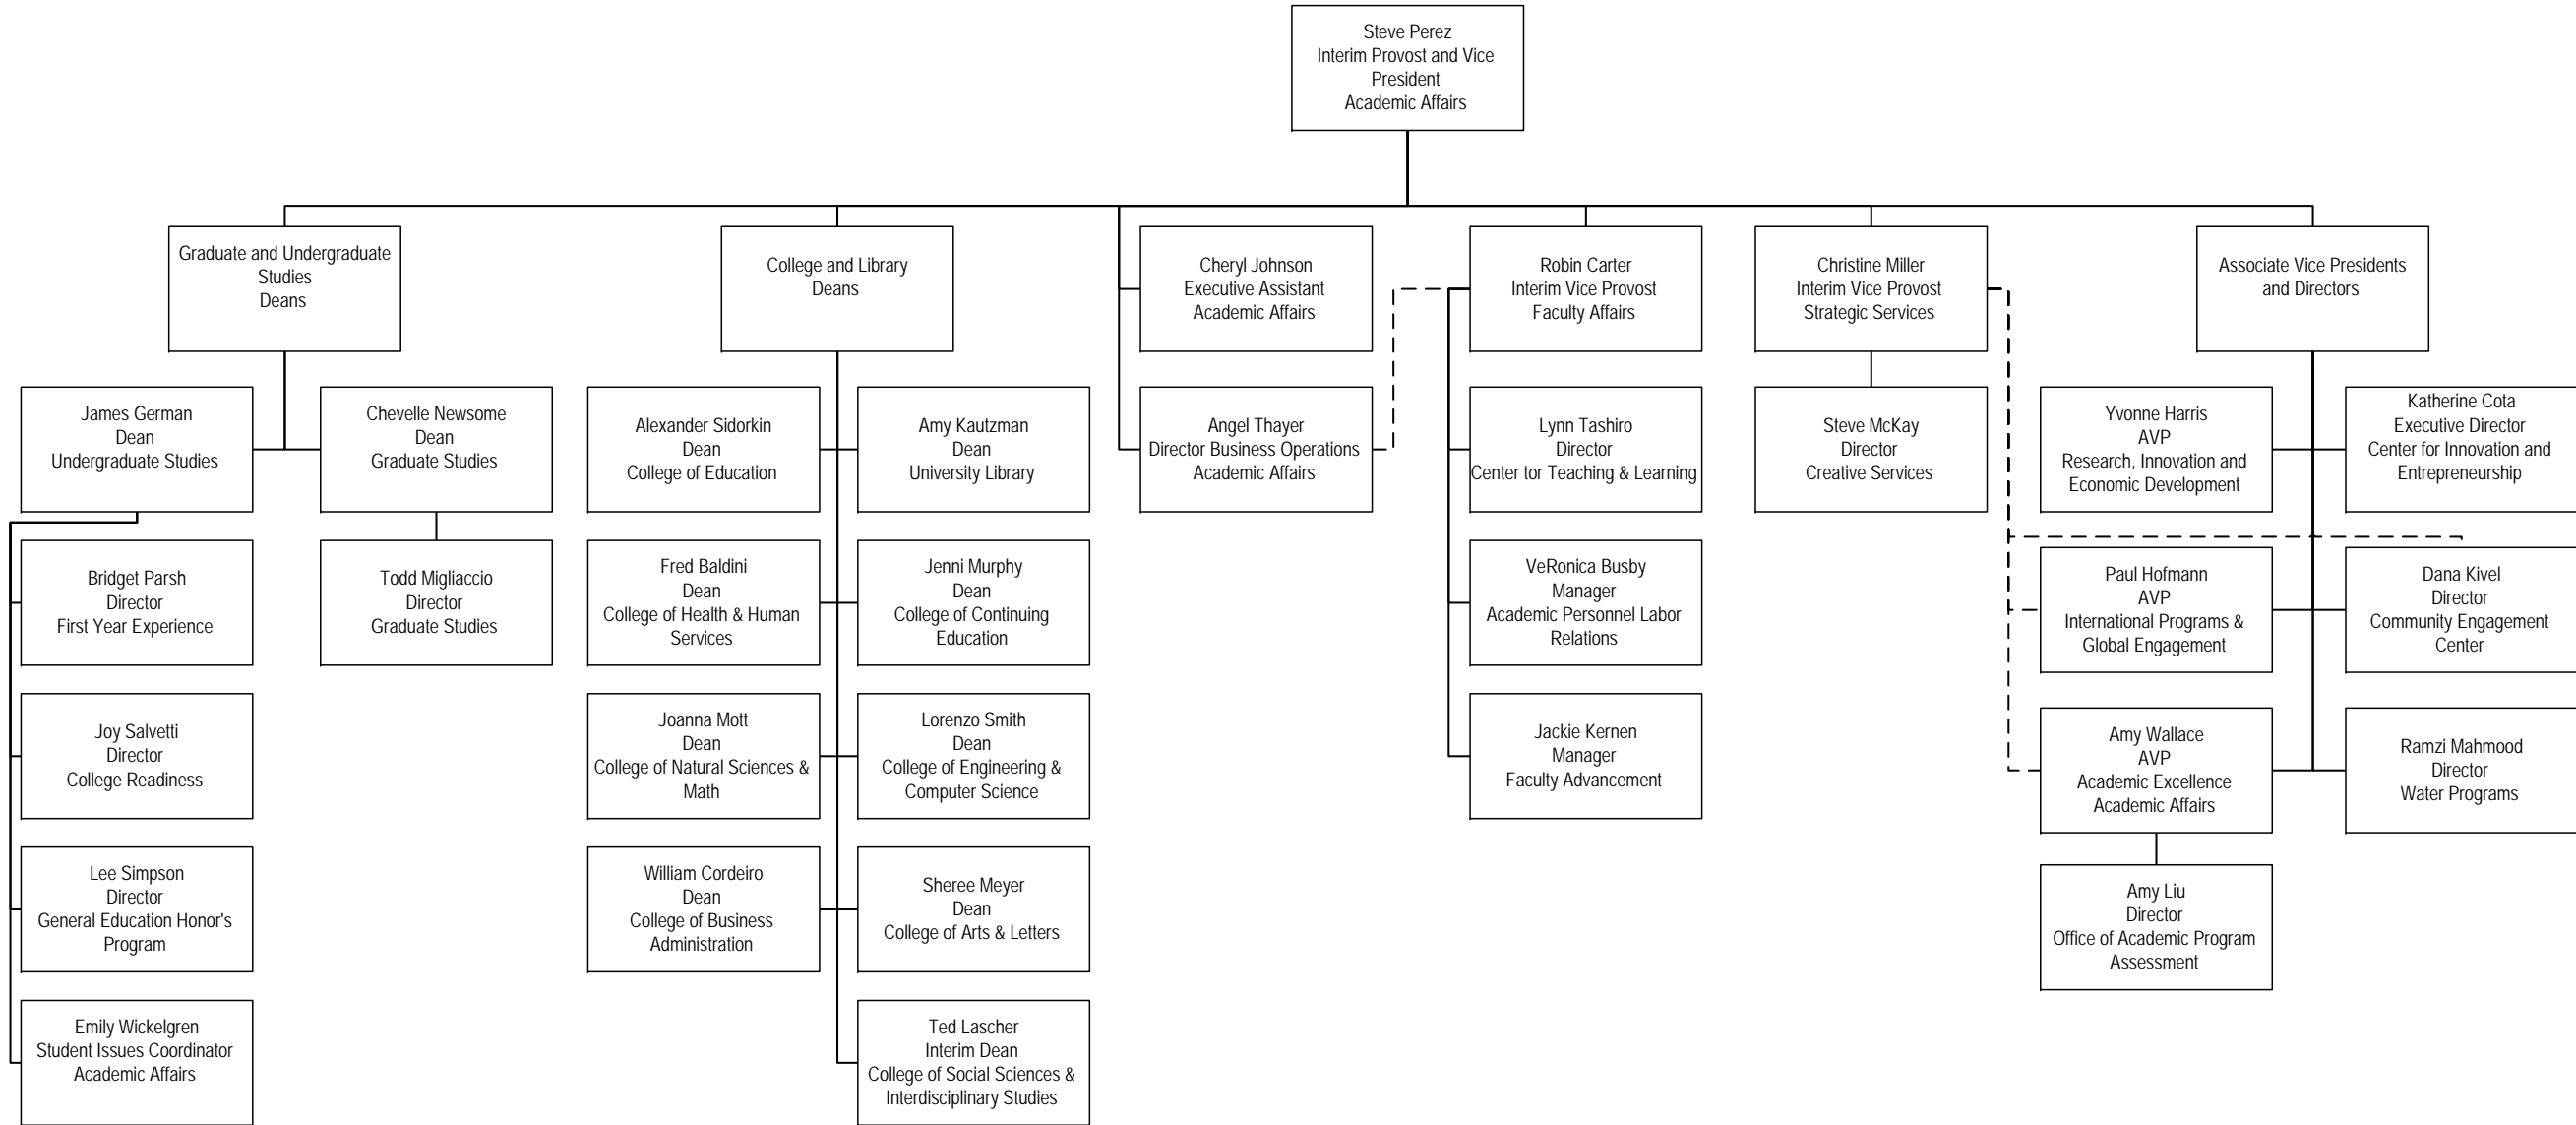 Steve Perez
Interim Provost and Vice
President
Academic Affairs
Graduate and Undergraduate
Studies
Deans
College and Library
Deans
Cheryl Johnson
Executive Assistant
Academic Affairs
Robin Carter
Interim Vice Provost
Faculty Affairs
Christine Miller
Interim Vice Provost
Strategic Services
Associate Vice Presidents
and Directors
James German
Dean
Undergraduate Studies
Chevelle Newsome
Dean
Graduate Studies
Alexander Sidorkin
Dean
College of Education
Amy Kautzman
Dean
University Library
Angel Thayer
Director Business Operations
Academic Affairs
Lynn Tashiro
Director
Center tor Teaching & Learning
Steve McKay
Director
Creative Services
Yvonne Harris
AVP
Research, Innovation and
Economic Development
Katherine Cota
Executive Director
Center for Innovation and
Entrepreneurship
Bridget Parsh
Director
First Year Experience
Todd Migliaccio
Director
Graduate Studies
Fred Baldini
Dean
College of Health & Human
Services
Jenni Murphy
Dean
College of Continuing
Education
VeRonica Busby
Manager
Academic Personnel Labor
Relations
Paul Hofmann
AVP
International Programs &
Global Engagement
Dana Kivel
Director
Community Engagement
Center
Joy Salvetti
Director
College Readiness
Joanna Mott
Dean
College of Natural Sciences &
Math
Lorenzo Smith
Dean
College of Engineering &
Computer Science
Jackie Kernen
Manager
Faculty Advancement
Amy Wallace
AVP
Academic Excellence
Academic Affairs
Ramzi Mahmood
Director
Water Programs
Lee Simpson
Director
General Education Honor's
Program
William Cordeiro
Dean
College of Business
Administration
Sheree Meyer
Dean
College of Arts & Letters
Amy Liu
Director
Office of Academic Program
Assessment
Emily Wickelgren
Student Issues Coordinator
Academic Affairs
Ted Lascher
Interim Dean
College of Social Sciences &
Interdisciplinary Studies